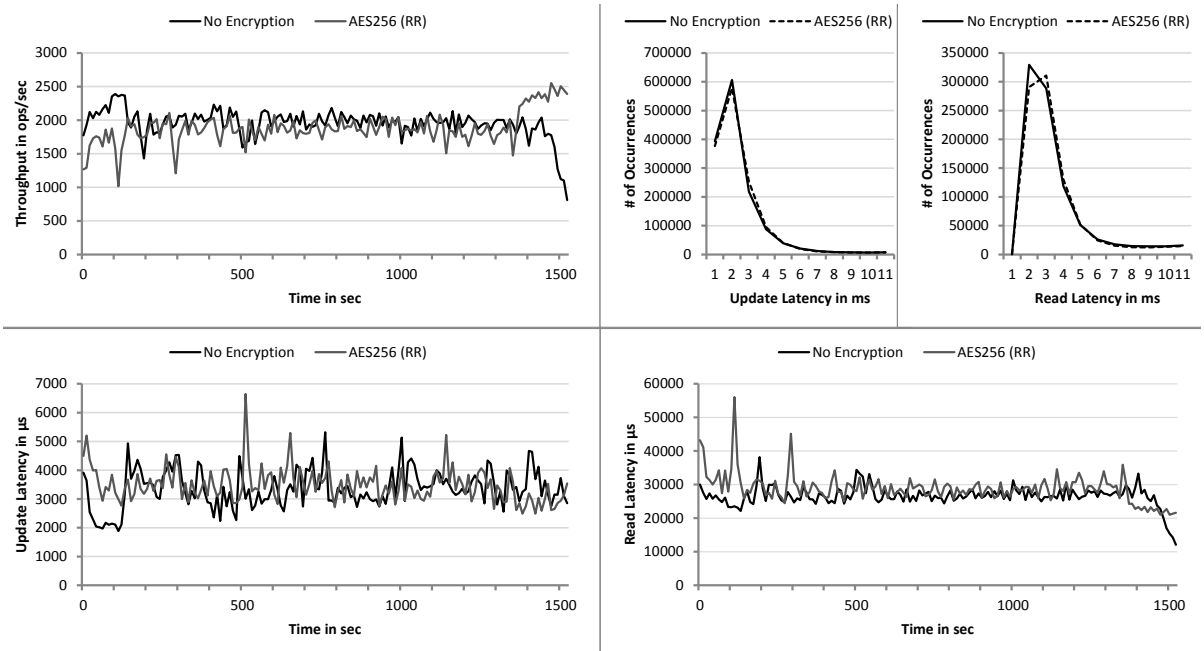 No Encryption AES256 (RR)
Throughput in ops/sec
3000
2500
2000
1500
1000
500
0
0 500 1000 1500
Time in sec
No Encryption AES256 (RR)
# of Occurrences
700000
600000
500000
400000
300000
200000
100000
0
1 2 3 4 5 6 7 8 9 10 11
Update Latency in ms
# of Occurrences
350000
300000
250000
200000
150000
100000
50000
0
1 2 3 4 5 6 7 8 9 10 11
Read Latency in ms
No Encryption AES256 (RR)
Update Latency in µs
7000
6000
5000
4000
3000
2000
1000
0
0 500 1000 1500
Time in sec
No Encryption AES256 (RR)
Read Latency in µs
60000
50000
40000
30000
20000
10000
0
0 500 1000 1500
Time in sec